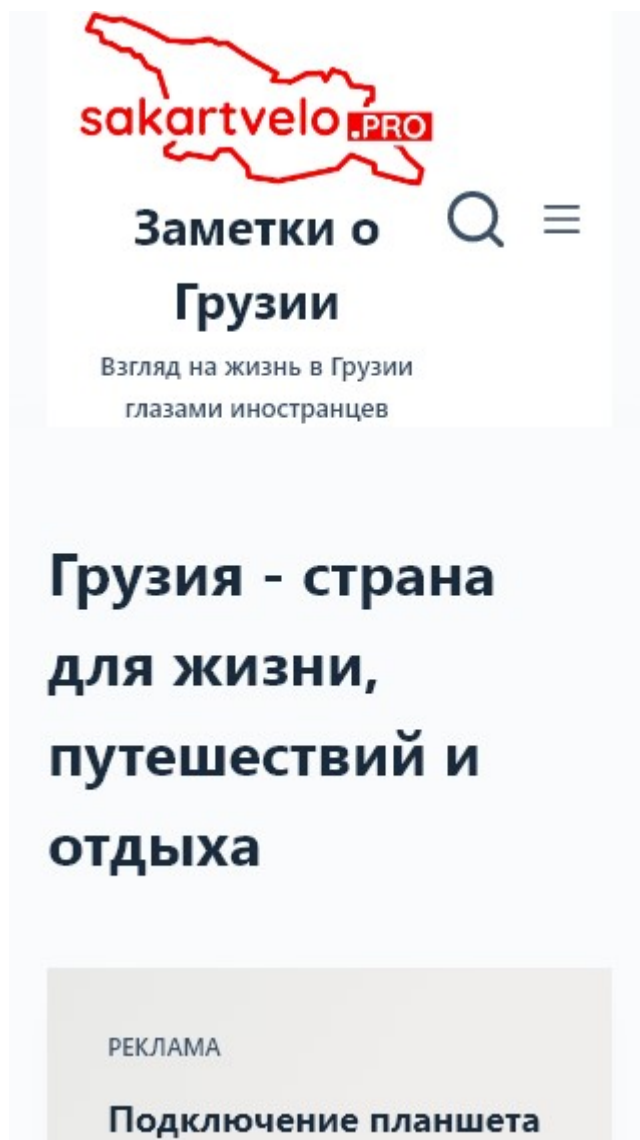 sakartvelo .PRO
Заметки о
Грузии
Взгляд на жизнь в Грузии
глазами иностранцев
Грузия - страна
для жизни,
путешествий и
отдыха
РЕКЛАМА
Подключение планшета